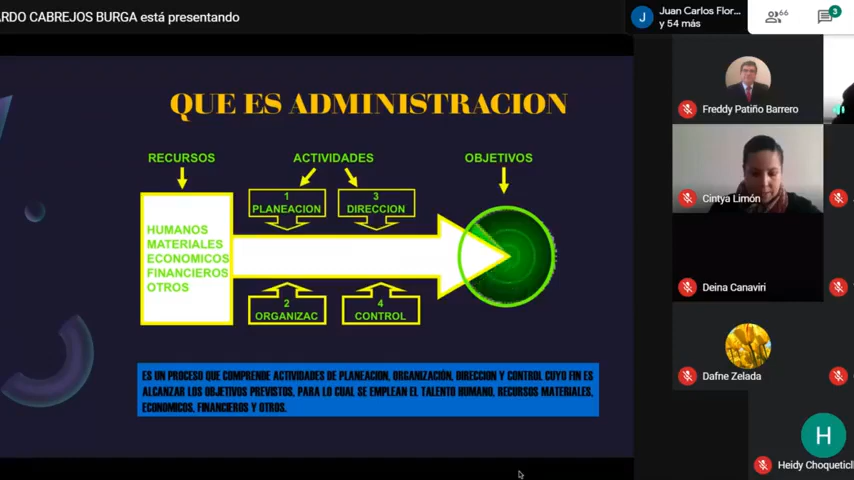 ARDO CABREJOS BURGA está presentando
Juan Carlos Flor...
y 54 más
66
3
QUE ES ADMINISTRACION
RECURSOS
ACTIVIDADES
OBJETIVOS
1
PLANEACION
3
DIRECCION
HUMANOS
MATERIALES
ECONOMICOS
FINANCIEROS
OTROS
2
ORGANIZAC
4
CONTROL
ES UN PROCESO QUE COMPRENDE ACTIVIDADES DE PLANEACION, ORGANIZACIÓN, DIRECCION Y CONTROL CUYO FIN ES
ALCANZAR LOS OBJETIVOS PREVISTOS, PARA LO CUAL SE EMPLEAN EL TALENTO HUMANO, RECURSOS MATERIALES,
ECONOMICOS, FINANCIEROS Y OTROS.
J
Freddy Patiño Barrero
Cintya Limón
Deina Canaviri
Dafne Zelada
H
Heidy Choqueticll